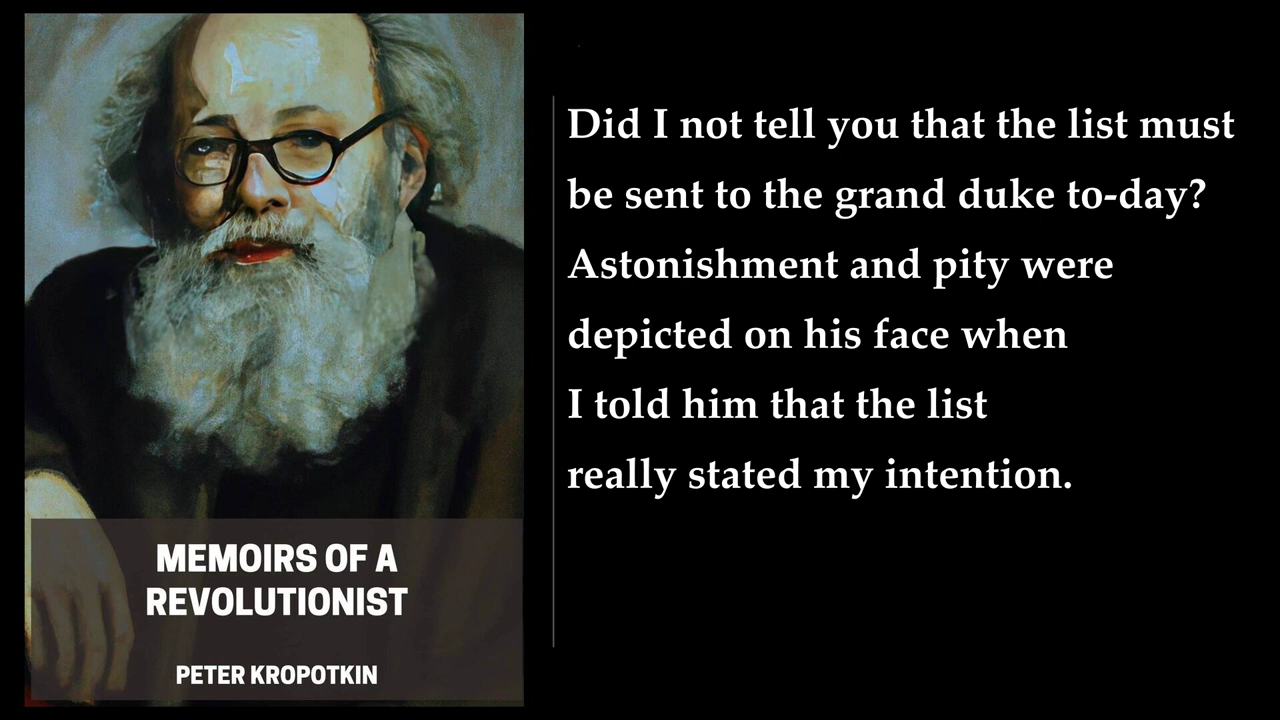 MEMOIRS OF A
REVOLUTIONIST
PETER KROPOTKIN
Did I not tell you that the list must
be sent to the grand duke to-day?
Astonishment and pity were
depicted on his face when
I told him that the list
really stated my intention.